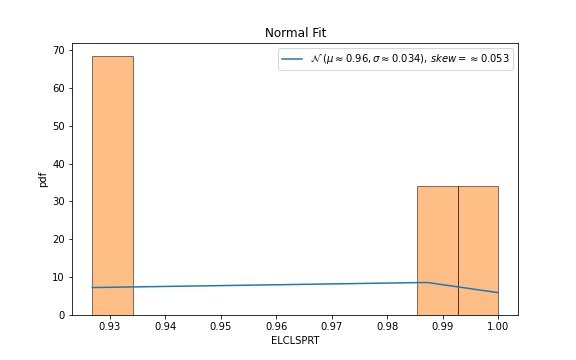 Normal Fit
𝒩(μ ≈ 0.96, σ ≈ 0.034), skew = ≈ 0.053
70
60
50
40
30
20
10
0
pdf
0.93 0.94 0.95 0.96 0.97 0.98 0.99 1.00
ELCLSPRT